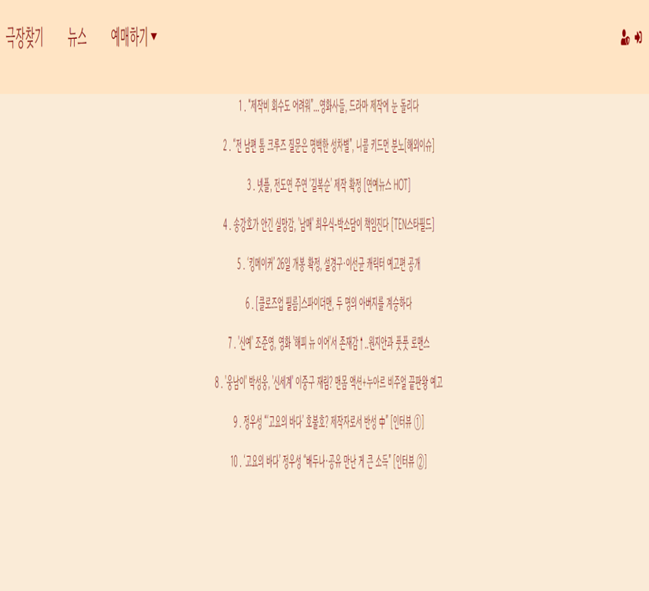 극장찾기 뉴스 예매하기▼
1 . "제작비 회수도 어려워"...영화사들, 드라마 제작에 눈 돌리다
2 . "전 남편 톰 크루즈 질문은 명백한 성차별", 니콜 키드먼 분노[해외이슈]
3 . 넷플, 전도연 주연 '길복순' 제작 확정 [연예뉴스 HOT]
4 . 송강호가 안긴 실망감, '남매' 최우식-박소담이 책임진다 [TEN스타필드]
5 . '킹메이커' 26일 개봉 확정, 설경구·이선균 캐릭터 예고편 공개
6 . [클로즈업 필름]스파이더맨, 두 명의 아버지를 계승하다
7 . '신예' 조준영, 영화 '해피 뉴 이어'서 존재감↑..원지안과 풋풋 로맨스
8 . '웅남이' 박성웅, '신세계' 이중구 재림? 맨몸 액션+누아르 비주얼 끝판왕 예고
9 . 정우성 "'고요의 바다' 호불호? 제작자로서 반성 中" [인터뷰 ①]
10 . '고요의 바다' 정우성 "배두나·공유 만난 게 큰 소득" [인터뷰 ②]